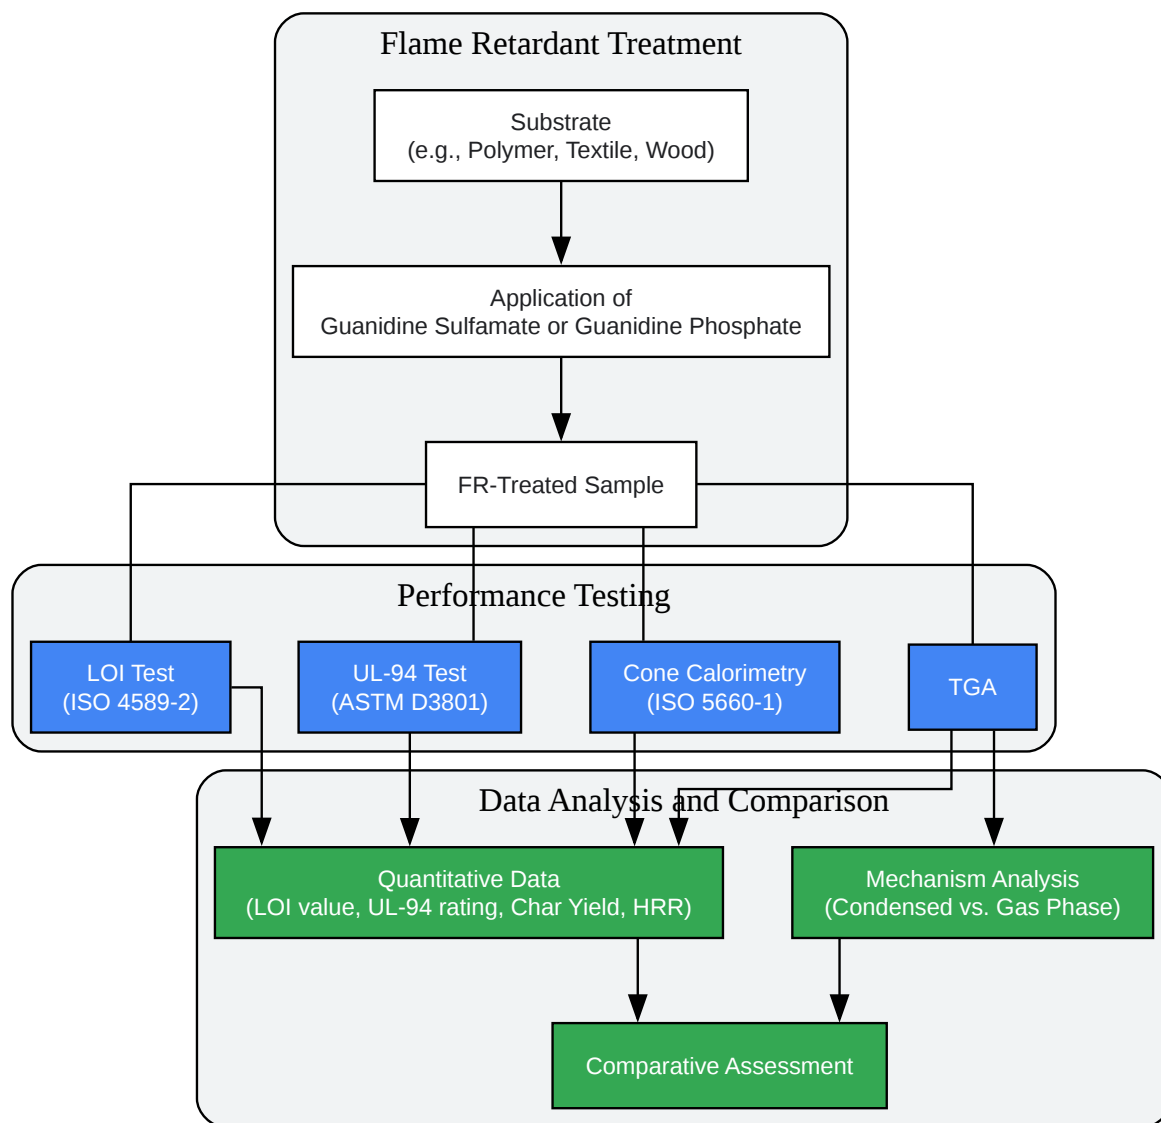 Flame Retardant Treatment
Substrate
(e.g., Polymer, Textile, Wood)
Application of
Guanidine Sulfamate or Guanidine Phosphate
FR-Treated Sample
Performance Testing
LOI Test
(ISO 4589-2)
UL-94 Test
(ASTM D3801)
Cone Calorimetry
(ISO 5660-1)
TGA
Data Analysis and Comparison
Quantitative Data
(LOI value, UL-94 rating, Char Yield, HRR)
Mechanism Analysis
(Condensed vs. Gas Phase)
Comparative Assessment